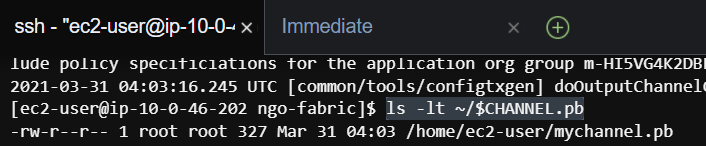 ssh - "ec2-user@ip-10-0-4
Immediate
lude policy specificiations for the application org group m-HI5VG4K2DB
2021-03-31 04:03:16.245 UTC [common/tools/configtxgen] doOutputChannel
[ec2-user@ip-10-0-46-202 ngo-fabric]$ ls -lt ~/$CHANNEL.pb
-rw-r--r-- 1 root root 327 Mar 31 04:03 /home/ec2-user/mychannel.pb